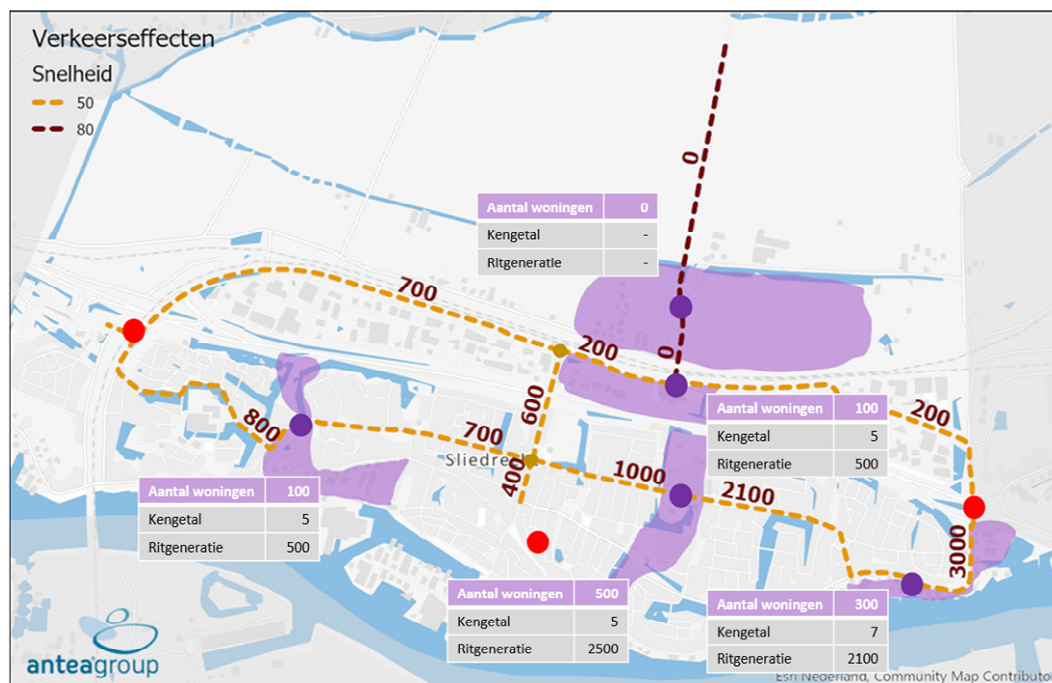 Verkeerseffecten
Snelheid
50
80
0
Aantal woningen 0
Kengetal -
Ritgeneratie -
700
200
0
600
200
Aantal woningen 100
Kengetal 5
Ritgeneratie 500
800
700
Sliedre
400
1000
2100
Aantal woningen 100
Kengetal 5
Ritgeneratie 500
3000
Aantal woningen 500
Kengetal 5
Ritgeneratie 2500
Aantal woningen 300
Kengetal 7
Ritgeneratie 2100
anteagroup
Esri Nederland, Community Map Contributo